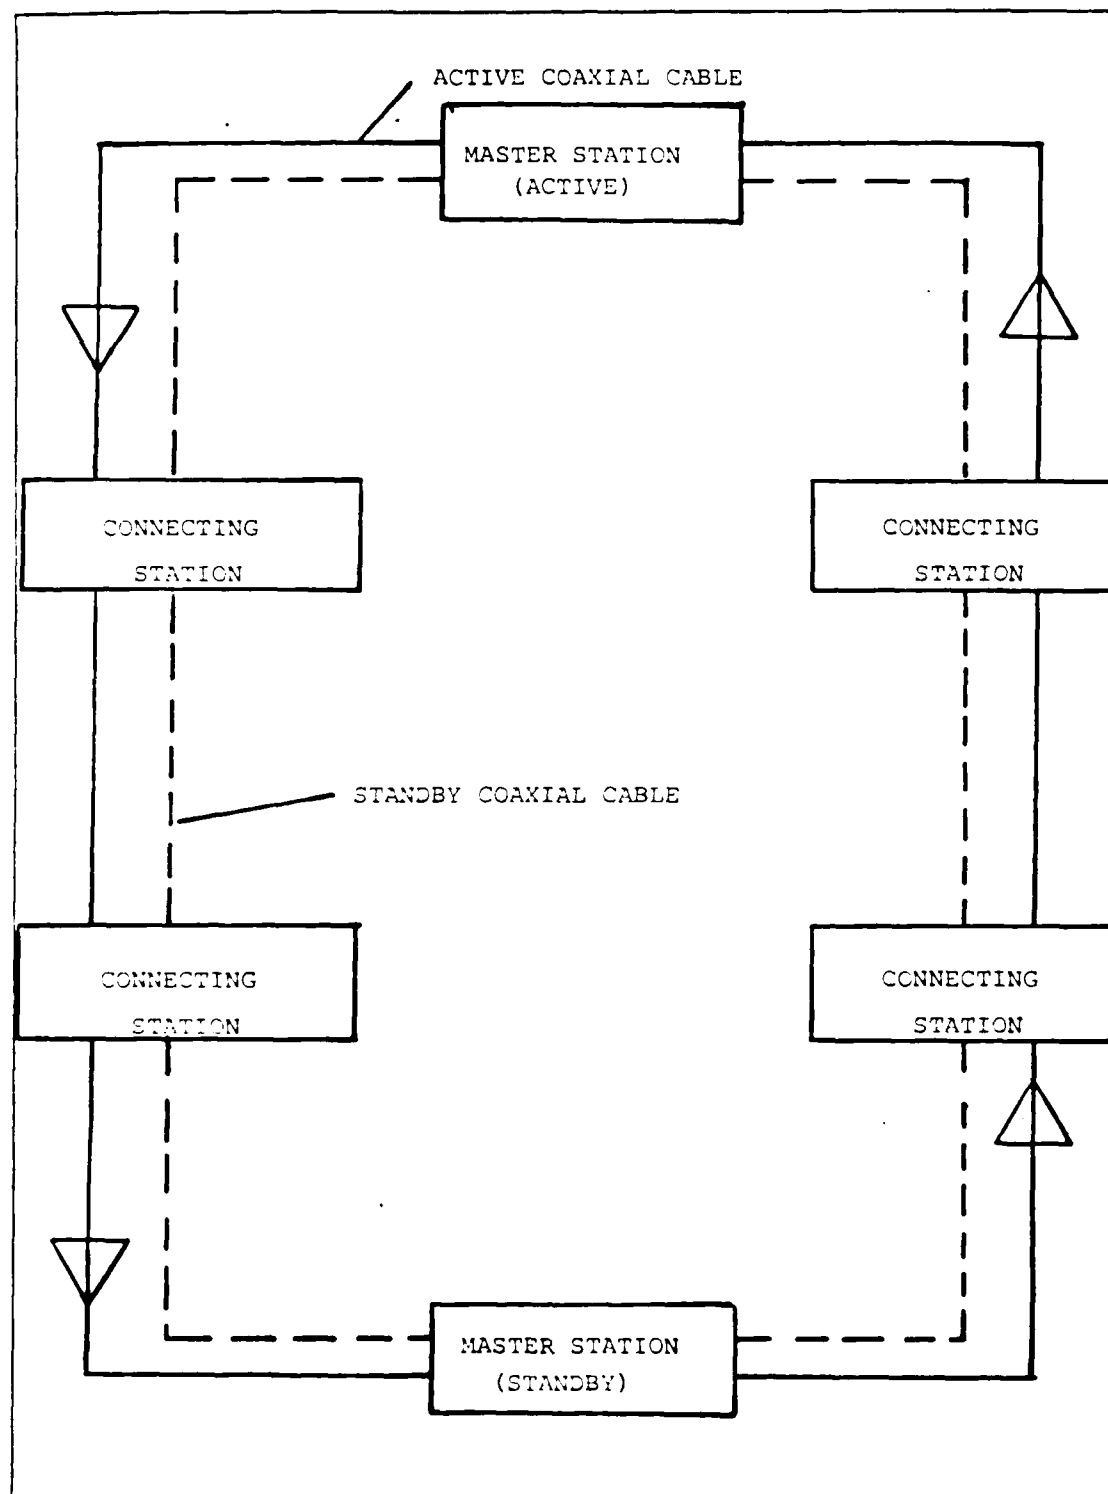 ACTIVE COAXIAL CABLE
MASTER STATION
(ACTIVE)
CONNECTING
STATION
CONNECTING
STATION
STANDBY COAXIAL CABLE
CONNECTING
STATION
CONNECTING
STATION
MASTER STATION
(STANDBY)